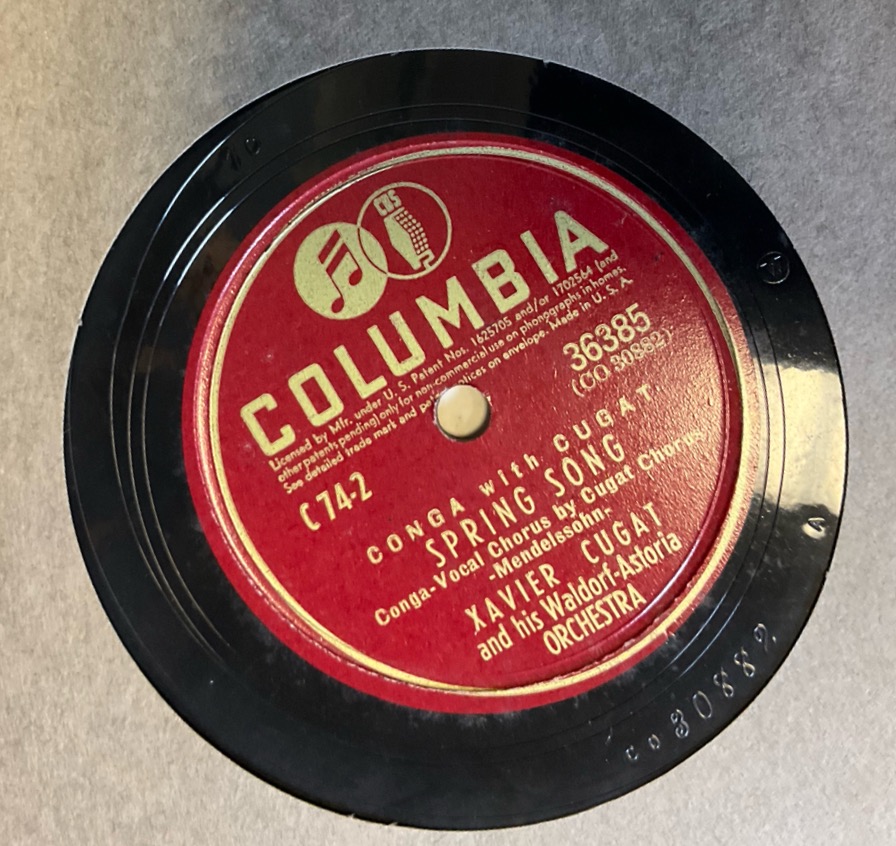 CBS
COLUMBIA
Licensed by Mfr. under U. S. Patent Nos. 1625705 and/or 1702564 (and
other patents pending) only for non-commercial use on phonographs in homes.
See detailed trade mark and patent notices on envelope. Made in U. S. A.
36385
(CO 30882)
C 74-2
CONGA with CUGAT
SPRING SONG
Conga-Vocal Chorus by Cugat Chorus
-Mendelssohn-
XAVIER CUGAT
and his Waldorf-Astoria
ORCHESTRA
co30882